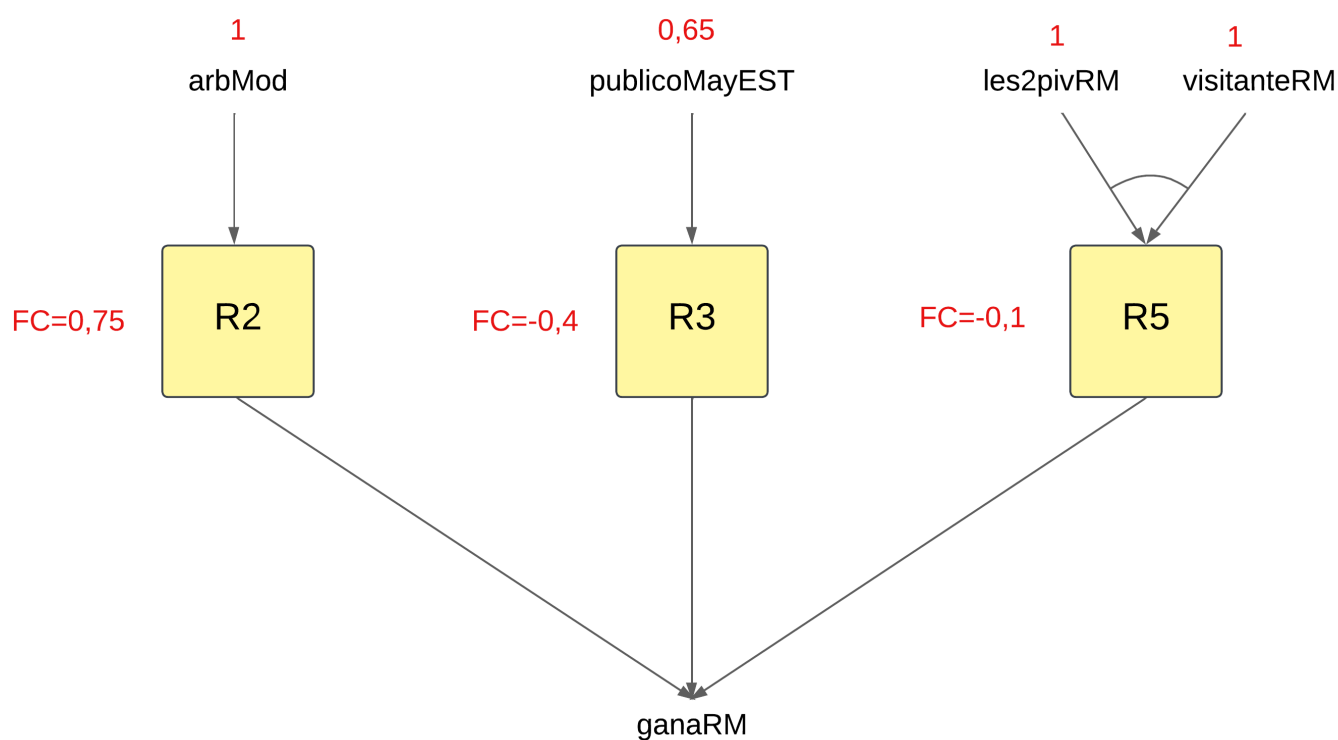 1
0,65
1
1
arbMod
publicoMayEST
les2pivRM
visitanteRM
FC=0,75
R2
FC=-0,4
R3
FC=-0,1
R5
ganaRM